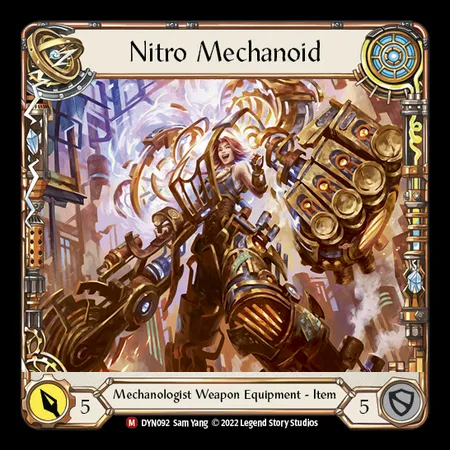 Nitro Mechanoid
Mechanologist Weapon Equipment - Item
5
5
M DYN092 Sam Yang © 2022 Legend Story Studios